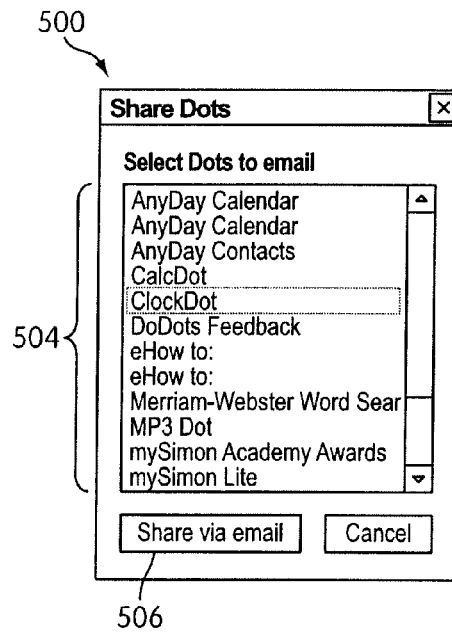 500
Share Dots
Select Dots to email
AnyDay Calendar
AnyDay Calendar
AnyDay Contacts
CalcDot
ClockDot
DoDots Feedback
504
eHow to:
eHow to:
Merriam-Webster Word Sear
MP3 Dot
mySimon Academy Awards
mySimon Lite
Share via email Cancel
506